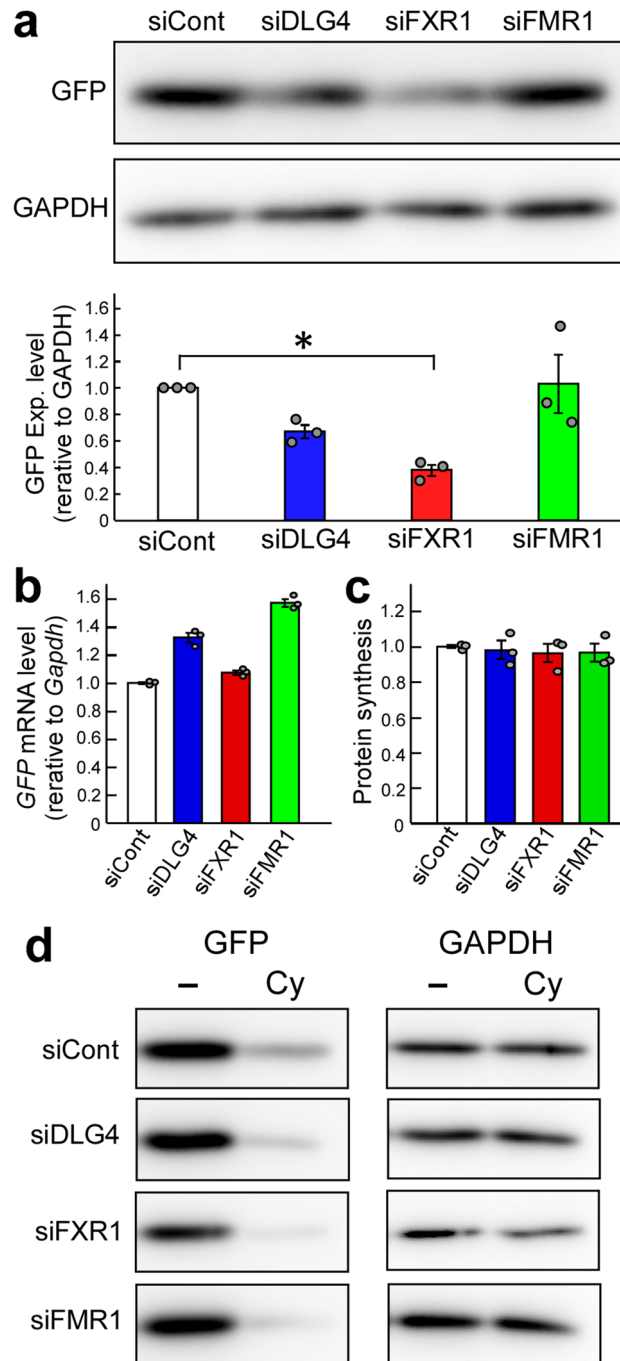 a
siCont siDLG4 siFXR1 siFMR1
GFP
GAPDH
GFP Exp. level
(rerative to GAPDH)
1.6
1.4
1.2
1.0
0.8
0.6
0.4
0.2
0
*
siCont siDLG4 siFXR1 siFMR1
b
GFP mRNA level
(rerative to Gapdh)
1.6
1.4
1.2
1.0
0.8
0.6
0.4
0.2
0
siCont siDLG4 siFXR1 siFMR1
c
Protein synthesis
1.2
1.0
0.8
0.6
0.4
0.2
0
siCont siDLG4 siFXR1 siFMR1
d
GFP GAPDH
– Cy – Cy
siCont
siDLG4
siFXR1
siFMR1